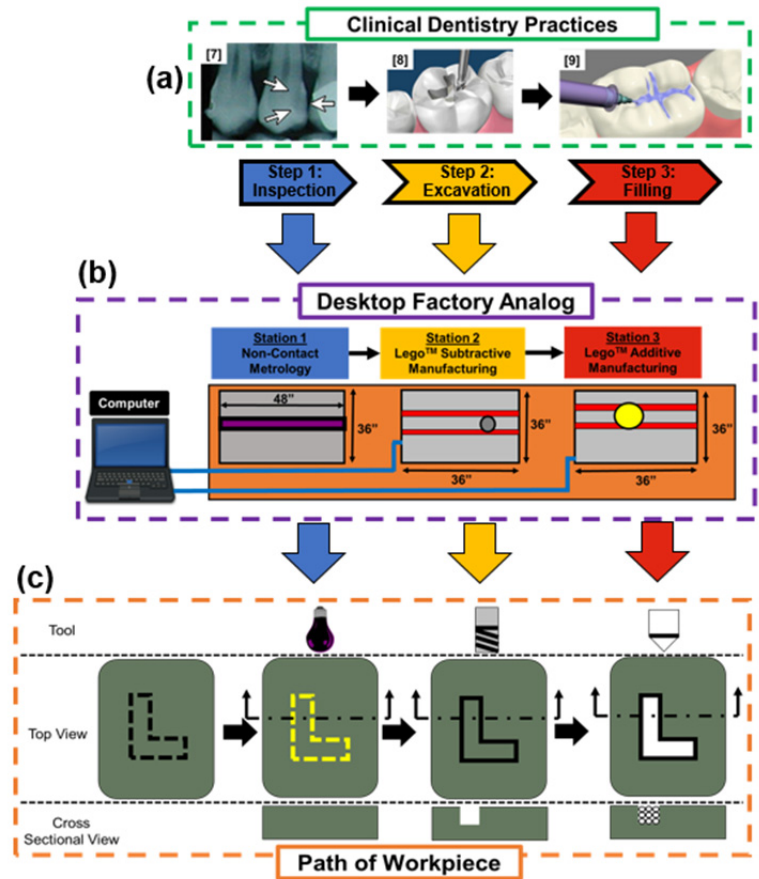 Clinical Dentistry Practices
(a)
[7]
[8]
[9]
Step 1:
Inspection
Step 2:
Excavation
Step 3:
Filling
(b)
Desktop Factory Analog
Station 1
Non-Contact
Metrology
Station 2
Lego™ Subtractive
Manufacturing
Station 3
Lego™ Additive
Manufacturing
Computer
48"
36"
36"
36"
36"
36"
(c)
Tool
Top View
Cross
Sectional View
Path of Workpiece